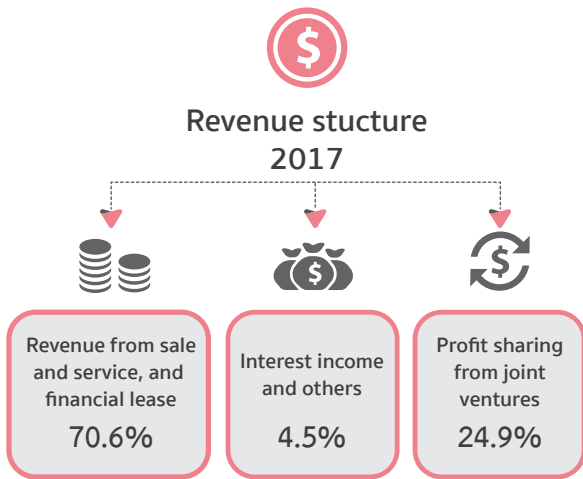 $
Revenue stucture
2017
$
$
Revenue from sale
and service, and
financial lease
70.6%
Interest income
and others
4.5%
Profit sharing
from joint
ventures
24.9%